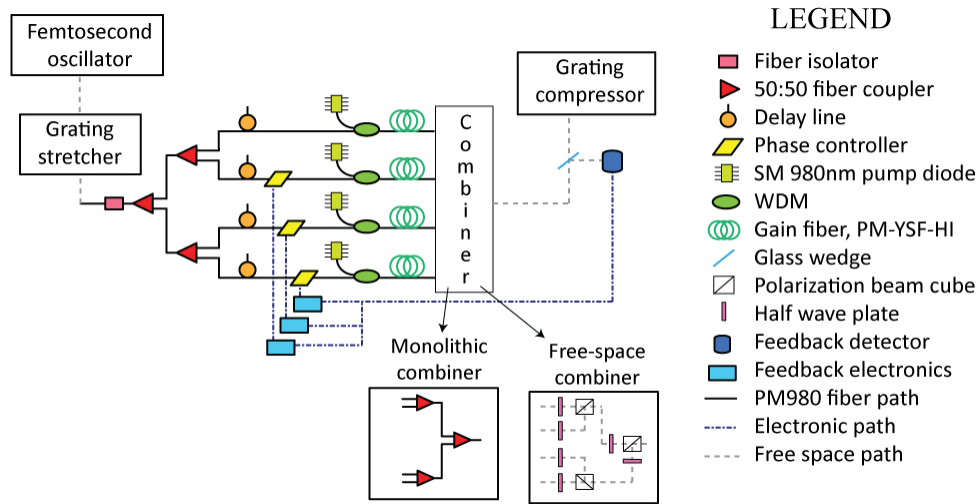 Femtosecond
oscillator
Grating
stretcher
Combiner
Grating
compressor
Monolithic
combiner
Free-space
combiner
LEGEND
Fiber isolator
50:50 fiber coupler
Delay line
Phase controller
SM 980nm pump diode
WDM
Gain fiber, PM-YSF-HI
Glass wedge
Polarization beam cube
Half wave plate
Feedback detector
Feedback electronics
PM980 fiber path
Electronic path
Free space path